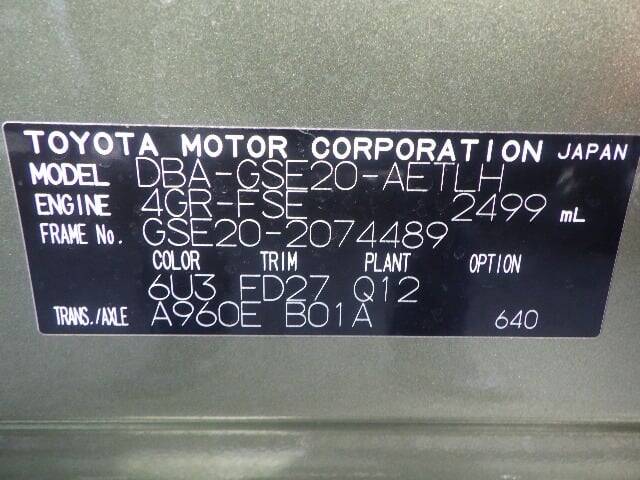 TOYOTA MOTOR CORPORATION JAPAN
MODEL DBA-GSE20-AETLH
ENGINE 4GR-FSE 2499 mL
FRAME No. GSE20-2074489
COLOR TRIM PLANT OPTION
6U3 FD27 Q12
TRANS./AXLE A960E B01A 640